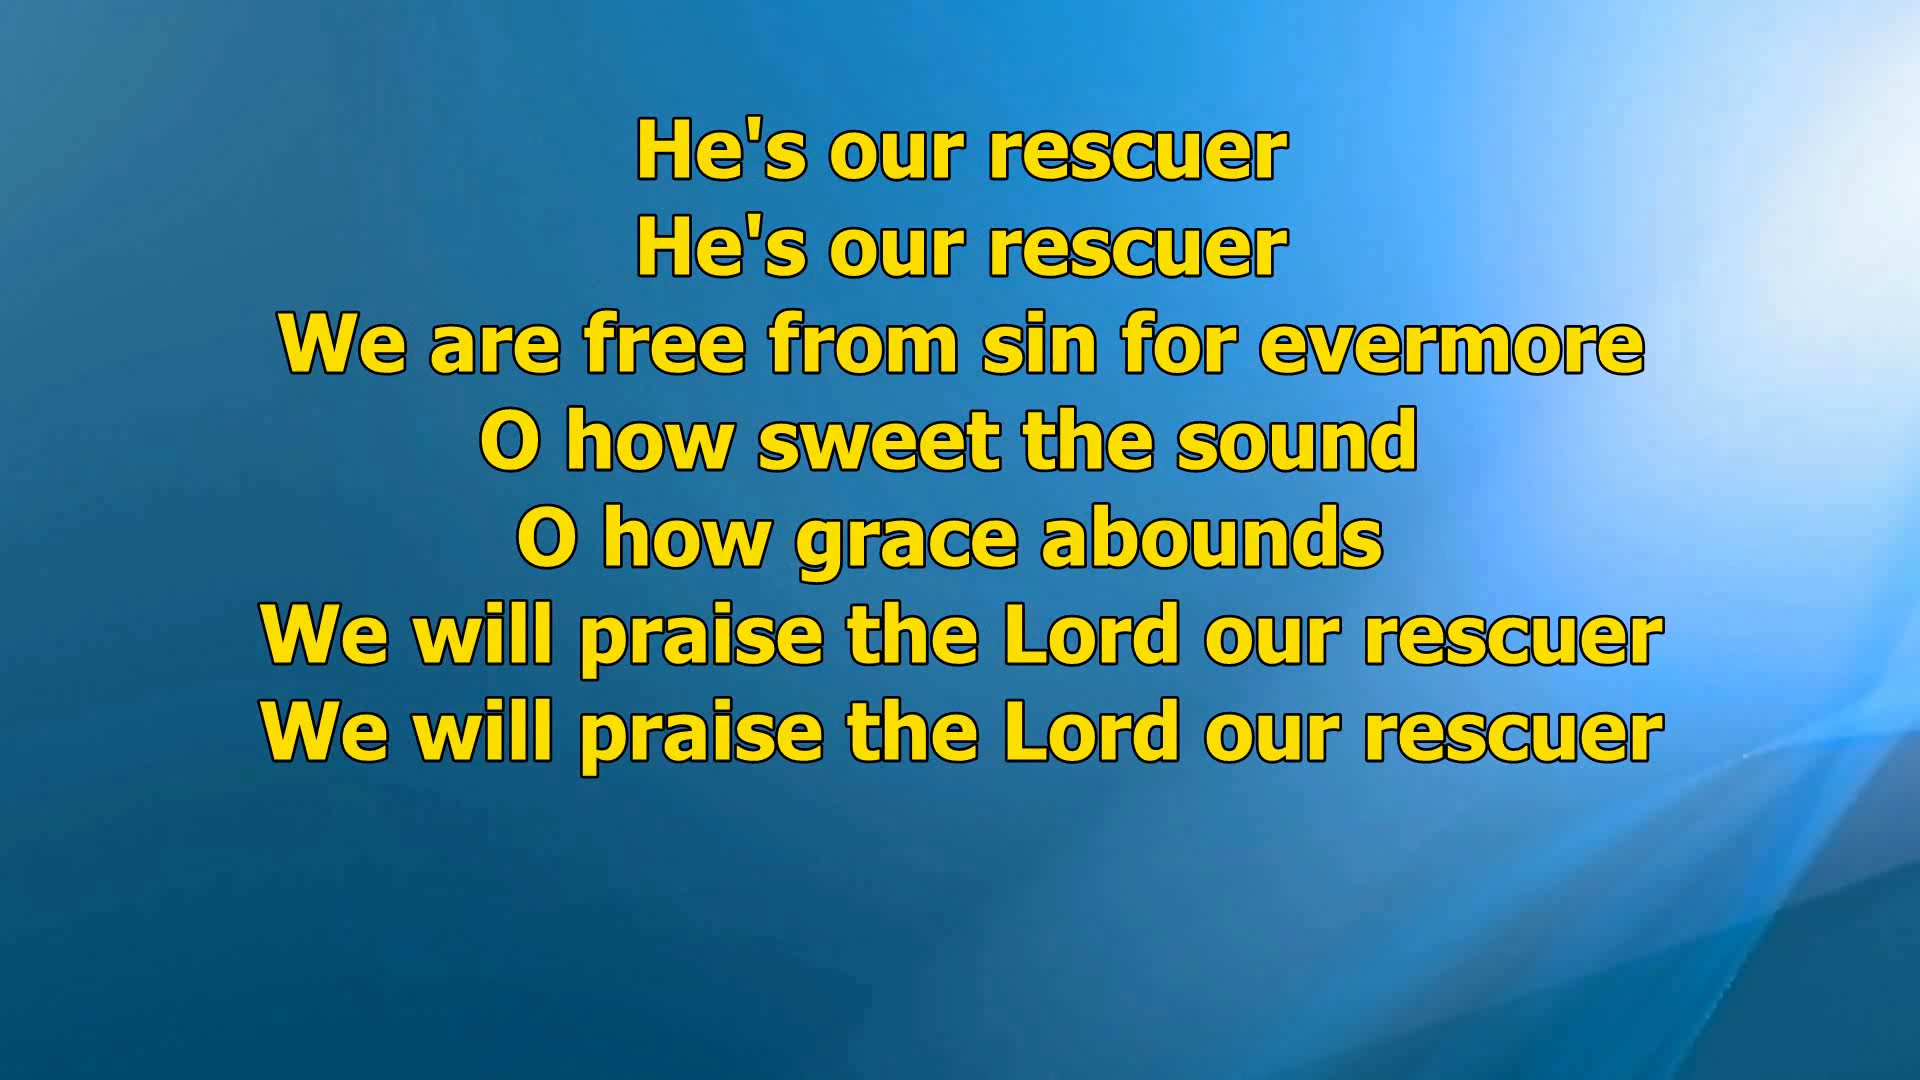 He's our rescuer
He's our rescuer
We are free from sin for evermore
O how sweet the sound
O how grace abounds
We will praise the Lord our rescuer
We will praise the Lord our rescuer